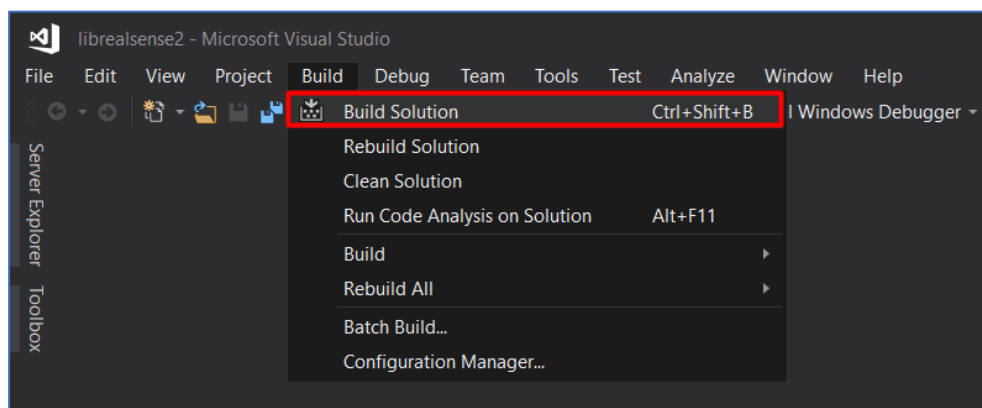 librealsense2 - Microsoft Visual Studio
File Edit View Project Build Debug Team Tools Test Analyze Window Help
Build Solution Ctrl+Shift+B
l Windows Debugger
Rebuild Solution
Clean Solution
Run Code Analysis on Solution Alt+F11
Build
Rebuild All
Batch Build...
Configuration Manager...
Server Explorer
Toolbox